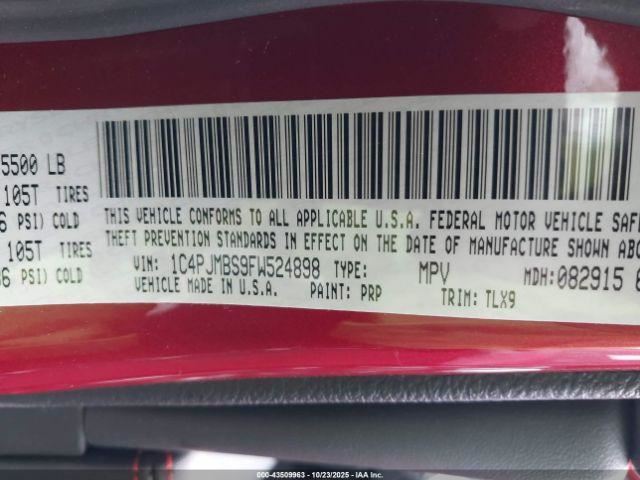 5500 LB
105T TIRES
6 PSI) COLD
105T TIRES
6 PSI) COLD
THIS VEHICLE CONFORMS TO ALL APPLICABLE U.S.A. FEDERAL MOTOR VEHICLE SAFE
THEFT PREVENTION STANDARDS IN EFFECT ON THE DATE OF MANUFACTURE SHOWN ABO
VIN: 1C4PJMBS9FW524898 TYPE: MPV MDH: 082915
VEHICLE MADE IN U.S.A. PAINT: PRP TRIM: TLX9
000-43509963 - 10/23/2025 - IAA Inc.